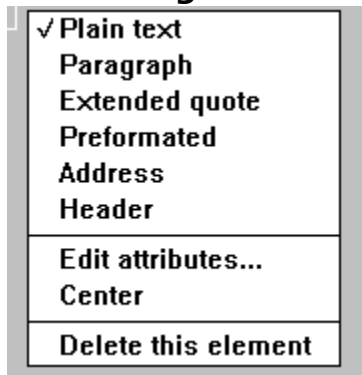 ✓ Plain text
Paragraph
Extended quote
Preformated
Address
Header
Edit attributes...
Center
Delete this element